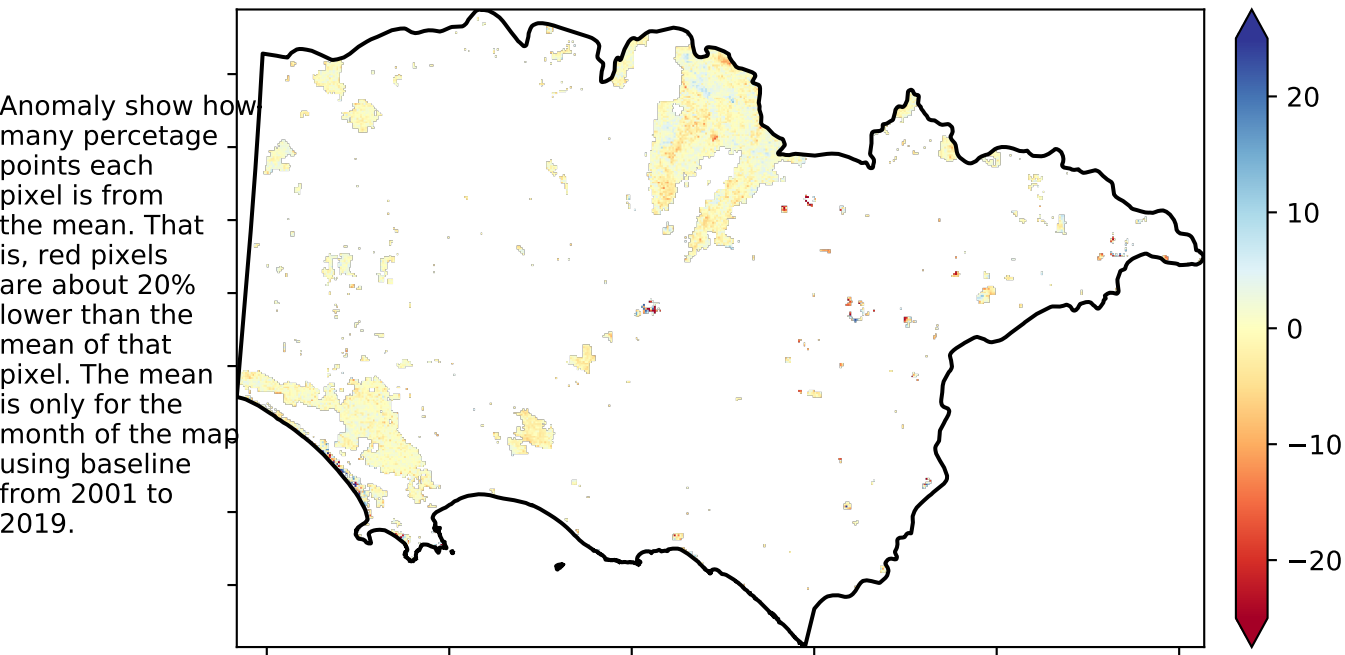 Anomaly show how
many percetage
points each
pixel is from
the mean. That
is, red pixels
are about 20%
lower than the
mean of that
pixel. The mean
is only for the
month of the map
using baseline
from 2001 to
2019.
20
10
0
−10
−20